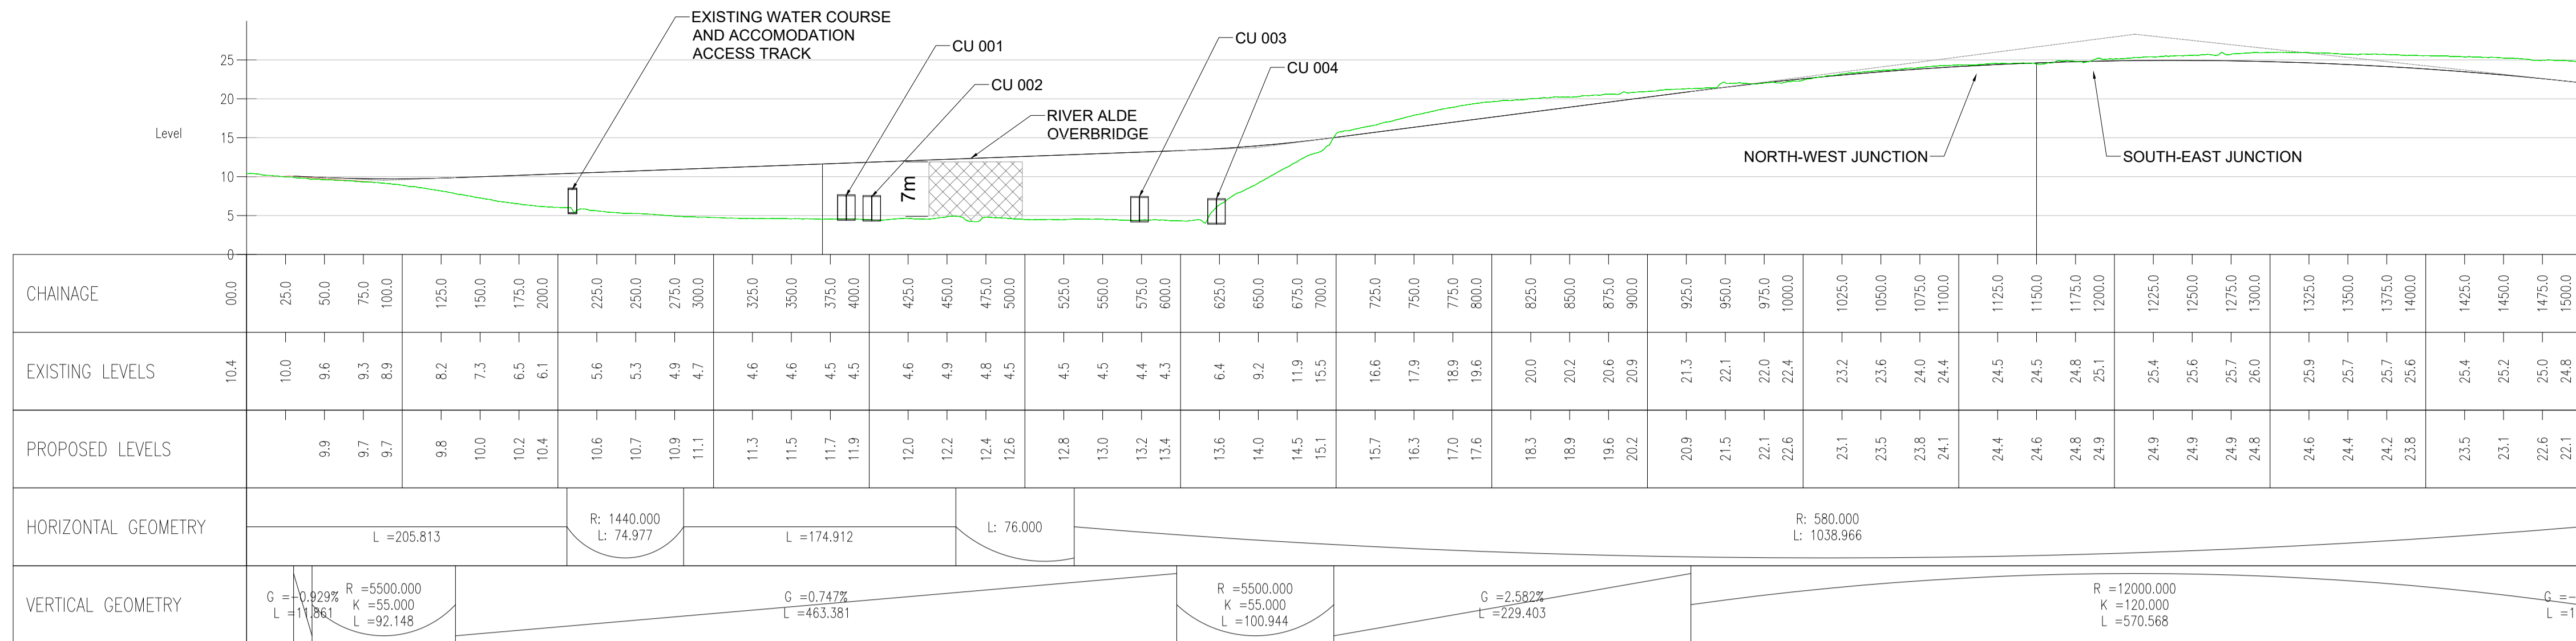 EXISTING WATER COURSE
AND ACCOMODATION
ACCESS TRACK
CU 001
CU 002
RIVER ALDE
OVERBRIDGE
CU 003
CU 004
NORTH-WEST JUNCTION
SOUTH-EAST JUNCTION
7m
Level
25
20
15
10
5
0
CHAINAGE 00.0 25.0 50.0 75.0 100.0 125.0 150.0 175.0 200.0 225.0 250.0 275.0 300.0 325.0 350.0 375.0 400.0 425.0 450.0 475.0 500.0 525.0 550.0 575.0 600.0 625.0 650.0 675.0 700.0 725.0 750.0 775.0 800.0 825.0 850.0 875.0 900.0 925.0 950.0 975.0 1000.0 1025.0 1050.0 1075.0 1100.0 1125.0 1150.0 1175.0 1200.0 1225.0 1250.0 1275.0 1300.0 1325.0 1350.0 1375.0 1400.0 1425.0 1450.0 1475.0 1500.0
EXISTING LEVELS 10.4 10.0 9.6 9.3 8.9 8.2 7.3 6.5 6.1 5.6 5.3 4.9 4.7 4.6 4.6 4.5 4.5 4.6 4.9 4.8 4.5 4.5 4.5 4.4 4.3 6.4 9.2 11.9 15.5 16.6 17.9 18.9 19.6 20.0 20.2 20.6 20.9 21.3 22.1 22.0 22.4 23.2 23.6 24.0 24.4 24.5 24.5 24.8 25.1 25.4 25.6 25.7 26.0 25.9 25.7 25.7 25.6 25.4 25.2 25.0 24.8
PROPOSED LEVELS 9.9 9.7 9.7 9.8 10.0 10.2 10.4 10.6 10.7 10.9 11.1 11.3 11.5 11.7 11.9 12.0 12.2 12.4 12.6 12.8 13.0 13.2 13.4 13.6 14.0 14.5 15.1 15.7 16.3 17.0 17.6 18.3 18.9 19.6 20.2 20.9 21.5 22.1 22.6 23.1 23.5 23.8 24.1 24.4 24.6 24.8 24.9 24.9 24.9 24.9 24.8 24.6 24.4 24.2 23.8 23.5 23.1 22.6 22.1
HORIZONTAL GEOMETRY
L =205.813
R: 1440.000
L: 74.977
L =174.912
L: 76.000
R: 580.000
L: 1038.966
VERTICAL GEOMETRY
G =-0.929%
L =11.861
R =5500.000
K =55.000
L =92.148
G =0.747%
L =463.381
R =5500.000
K =55.000
L =100.944
G =2.582%
L =229.403
R =12000.000
K =120.000
L =570.568
G =-
L =1